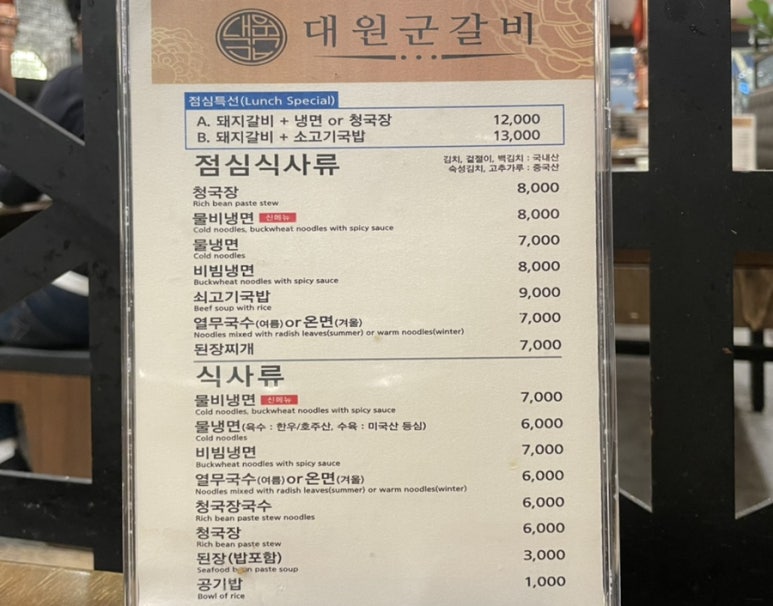 대원군갈비
점심특선(Lunch Special)
A. 돼지갈비 + 냉면 or 청국장 12,000
B. 돼지갈비 + 소고기국밥 13,000
점심식사류
김치, 겉절이, 백김치 : 국내산
숙성김치, 고추가루 : 중국산
청국장 8,000
Rich bean paste stew
물비냉면 신메뉴 8,000
Cold noodles, buckwheat noodles with spicy sauce
물냉면 7,000
Cold noodles
비빔냉면 8,000
Buckwheat noodles with spicy sauce
쇠고기국밥 9,000
Beef soup with rice
열무국수(여름)or온면(겨울) 7,000
Noodles mixed with radish leaves(summer) or warm noodles(winter)
된장찌개 7,000
식사류
물비냉면 신메뉴 7,000
Cold noodles, buckwheat noodles with spicy sauce
물냉면(육수 : 한우/호주산, 수육 : 미국산 등심) 6,000
Cold noodles
비빔냉면 7,000
Buckwheat noodles with spicy sauce
열무국수(여름)or온면(겨울) 6,000
Noodles mixed with radish leaves(summer) or warm noodles(winter)
청국장국수 6,000
Rich bean paste stew noodles
청국장 6,000
Rich bean paste stew
된장(밥포함) 3,000
Seafood bean paste soup
공기밥 1,000
Bowl of rice